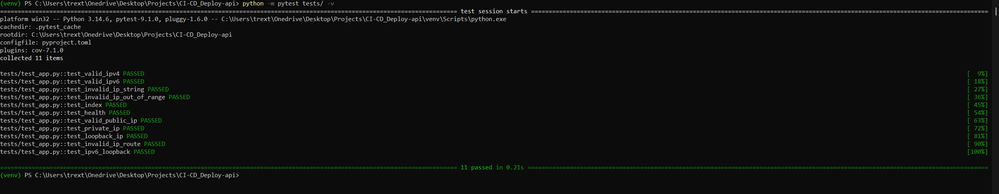 (venv) PS C:\Users\trext\Onedrive\Desktop\Projects\CI-CD_Deploy-api> python -m pytest tests/ -v
================================================== test session starts ==================================================
platform win32 -- Python 3.14.6, pytest-9.1.0, pluggy-1.6.0 -- C:\Users\trext\Onedrive\Desktop\Projects\CI-CD_Deploy-api\venv\Scripts\python.exe
cachedir: .pytest_cache
rootdir: C:\Users\trext\Onedrive\Desktop\Projects\CI-CD_Deploy-api
configfile: pyproject.toml
plugins: cov-7.1.0
collected 11 items
tests/test_app.py::test_valid_ipv4 PASSED [  9%]
tests/test_app.py::test_valid_ipv6 PASSED [ 18%]
tests/test_app.py::test_invalid_ip_string PASSED [ 27%]
tests/test_app.py::test_invalid_ip_out_of_range PASSED [ 36%]
tests/test_app.py::test_index PASSED [ 45%]
tests/test_app.py::test_health PASSED [ 54%]
tests/test_app.py::test_valid_public_ip PASSED [ 63%]
tests/test_app.py::test_private_ip PASSED [ 72%]
tests/test_app.py::test_loopback_ip PASSED [ 81%]
tests/test_app.py::test_invalid_ip_route PASSED [ 90%]
tests/test_app.py::test_ipv6_loopback PASSED [100%]
================================================== 11 passed in 0.21s ==================================================
(venv) PS C:\Users\trext\Onedrive\Desktop\Projects\CI-CD_Deploy-api>